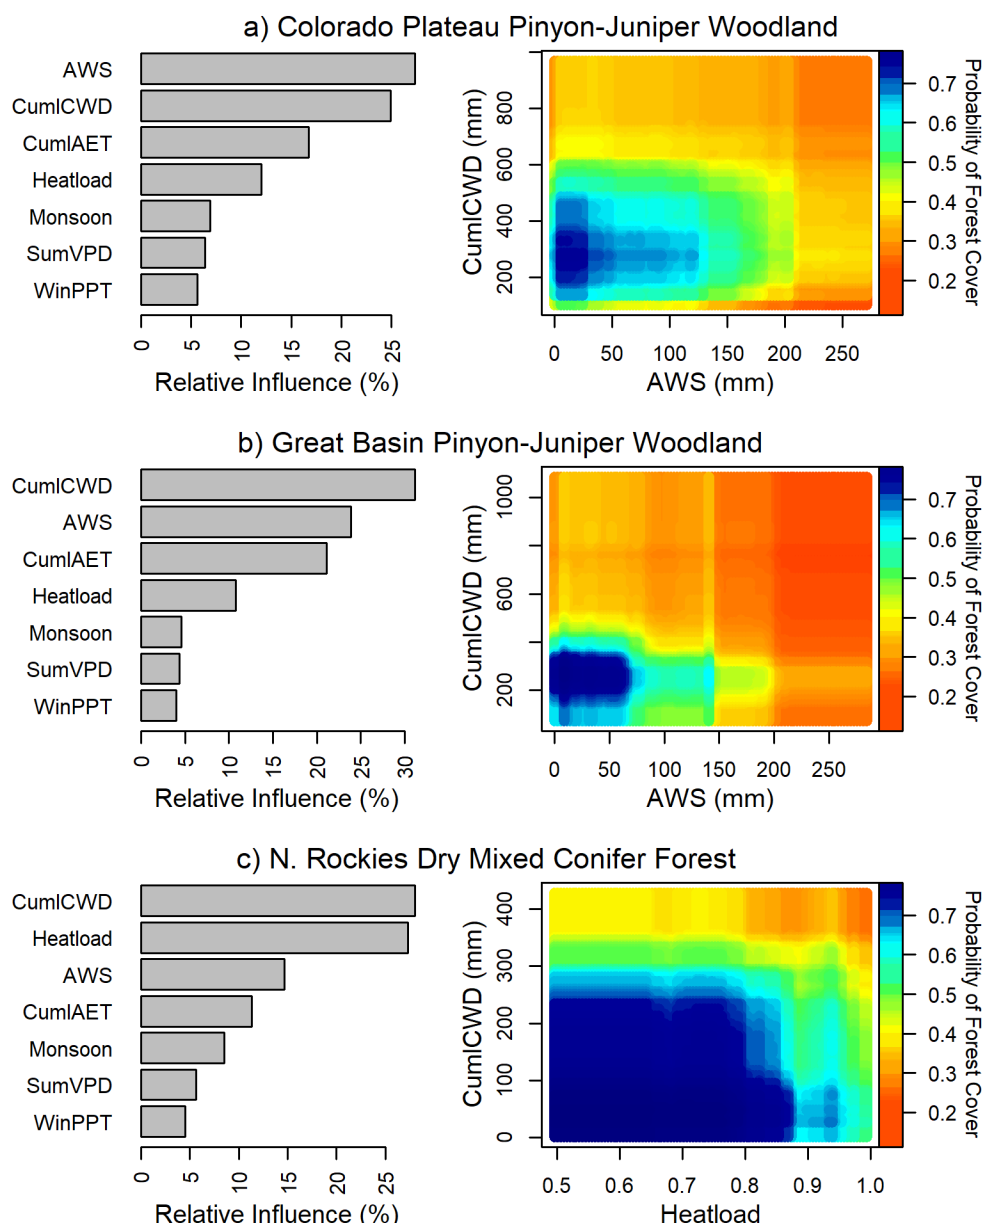 a) Colorado Plateau Pinyon-Juniper Woodland
AWS
CumlCWD
CumlAET
Heatload
Monsoon
SumVPD
WinPPT
0 5 10 15 20 25
Relative Influence (%)
CumlCWD (mm)
200 400 600 800
0 50 100 150 200 250
AWS (mm)
0.7
0.6
0.5
0.4
0.3
0.2
Probability of Forest Cover
b) Great Basin Pinyon-Juniper Woodland
CumlCWD
AWS
CumlAET
Heatload
Monsoon
SumVPD
WinPPT
0 5 10 15 20 25 30
Relative Influence (%)
CumlCWD (mm)
200 600 1000
0 50 100 150 200 250
AWS (mm)
0.7
0.6
0.5
0.4
0.3
0.2
Probability of Forest Cover
c) N. Rockies Dry Mixed Conifer Forest
CumlCWD
Heatload
AWS
CumlAET
Monsoon
SumVPD
WinPPT
0 5 10 15 20 25
Relative Influence (%)
CumlCWD (mm)
0 100 200 300 400
0.5 0.6 0.7 0.8 0.9 1.0
Heatload
0.7
0.6
0.5
0.4
0.3
0.2
Probability of Forest Cover